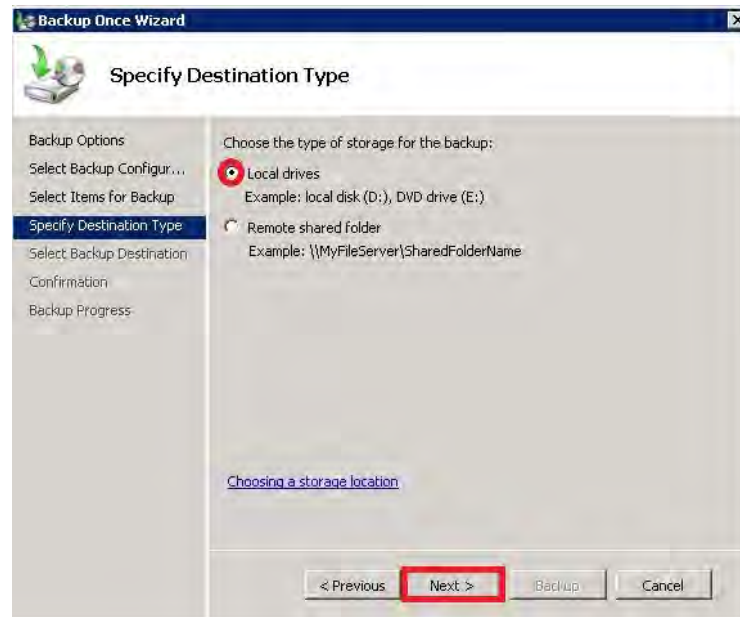 Backup Once Wizard
Specify Destination Type
Backup Options
Select Backup Configur...
Select Items for Backup
Specify Destination Type
Select Backup Destination
Confirmation
Backup Progress
Choose the type of storage for the backup:
Local drives
Example: local disk (D:), DVD drive (E:)
Remote shared folder
Example: \\MyFileServer\SharedFolderName
Choosing a storage location
< Previous Next > Backup Cancel